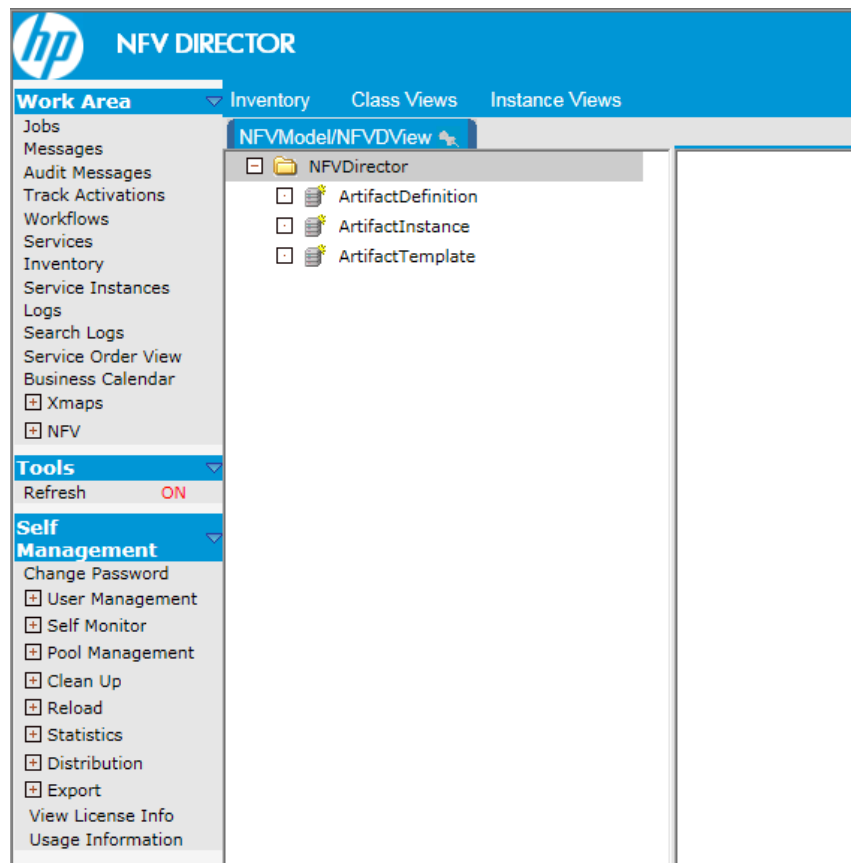 hp NFV DIRECTOR
Work Area
Inventory Class Views Instance Views
NFVModel/NFVDView
Jobs
Messages
Audit Messages
Track Activations
Workflows
Services
Inventory
Service Instances
Logs
Search Logs
Service Order View
Business Calendar
Xmaps
NFV
Tools
Refresh ON
Self
Management
Change Password
User Management
Self Monitor
Pool Management
Clean Up
Reload
Statistics
Distribution
Export
View License Info
Usage Information
NFVDirector
ArtifactDefinition
ArtifactInstance
ArtifactTemplate